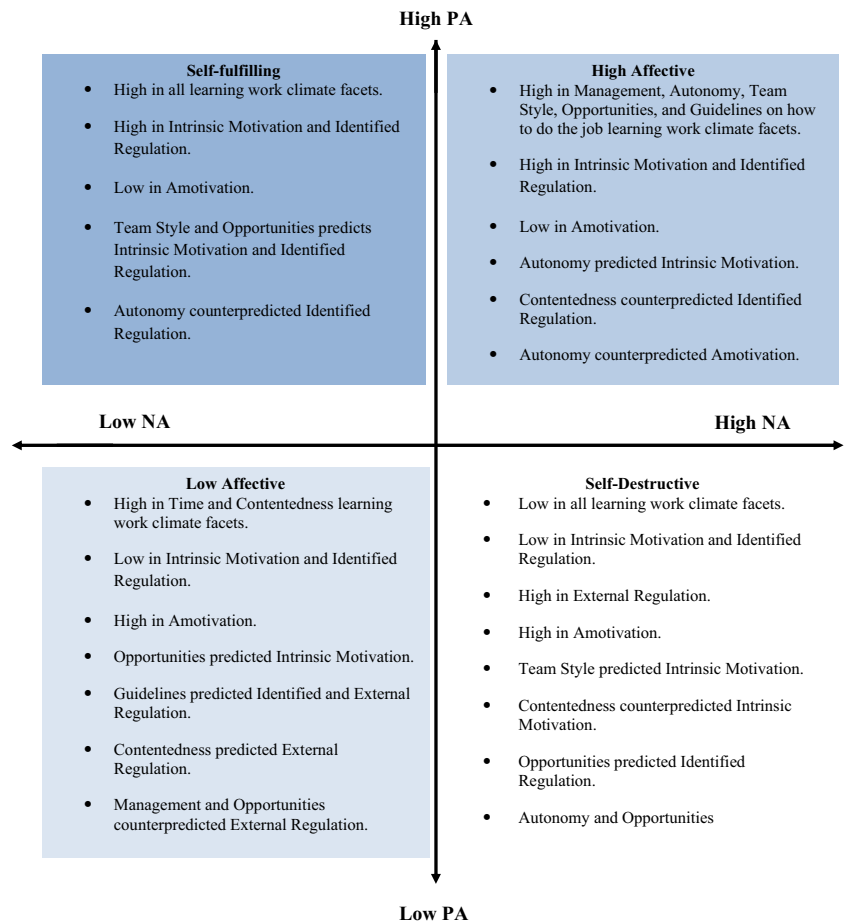 High PA
Self-fulfilling
• High in all learning work climate facets.
• High in Intrinsic Motivation and Identified
Regulation.
• Low in Amotivation.
• Team Style and Opportunities predicts
Intrinsic Motivation and Identified
Regulation.
• Autonomy counterpredicted Identified
Regulation.
High Affective
• High in Management, Autonomy, Team
Style, Opportunities, and Guidelines on how
to do the job learning work climate facets.
• High in Intrinsic Motivation and Identified
Regulation.
• Low in Amotivation.
• Autonomy predicted Intrinsic Motivation.
• Contentedness counterpredicted Identified
Regulation.
• Autonomy counterpredicted Amotivation.
Low NA
High NA
Low Affective
• High in Time and Contentedness learning
work climate facets.
• Low in Intrinsic Motivation and Identified
Regulation.
• High in Amotivation.
• Opportunities predicted Intrinsic Motivation.
• Guidelines predicted Identified and External
Regulation.
• Contentedness predicted External
Regulation.
• Management and Opportunities
counterpredicted External Regulation.
Self-Destructive
• Low in all learning work climate facets.
• Low in Intrinsic Motivation and Identified
Regulation.
• High in External Regulation.
• High in Amotivation.
• Team Style predicted Intrinsic Motivation.
• Contentedness counterpredicted Intrinsic
Motivation.
• Opportunities predicted Identified
Regulation.
• Autonomy and Opportunities
Low PA